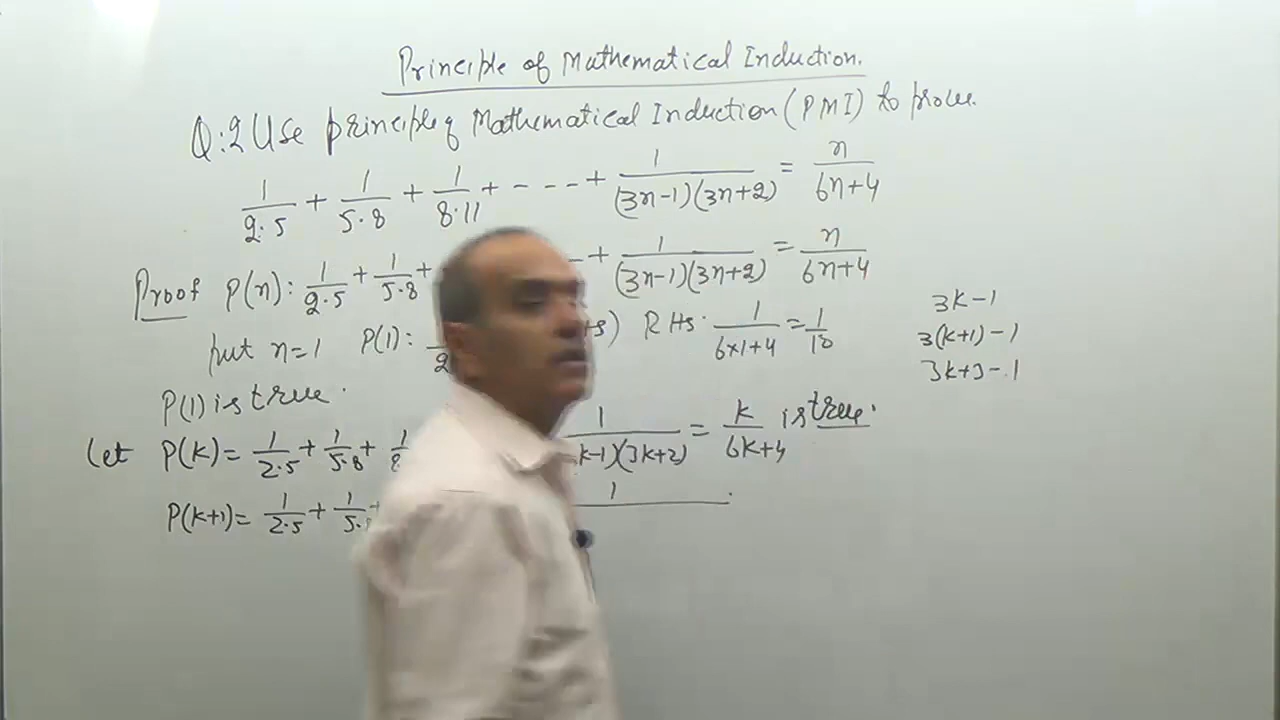 Principle of Mathematical Induction.
Q:2 Use principle of Mathematical Induction (PMI) to prove.
1/2·5 + 1/5·8 + 1/8·11 + - - - + 1/(3n-1)(3n+2) = n/6n+4
Proof P(n): 1/2·5 + 1/5·8 + + 1/(3n-1)(3n+2) = n/6n+4
put n=1 P(1): RHS· 1/6×1+4 = 1/10
P(1) is true·
Let P(k) = 1/2·5 + 1/5·8 + k-1)(3k+2) = k/6k+4 is true·
P(k+1) = 1/2·5 + 1/5· 1
3k-1
3(k+1)-1
3k+3-1